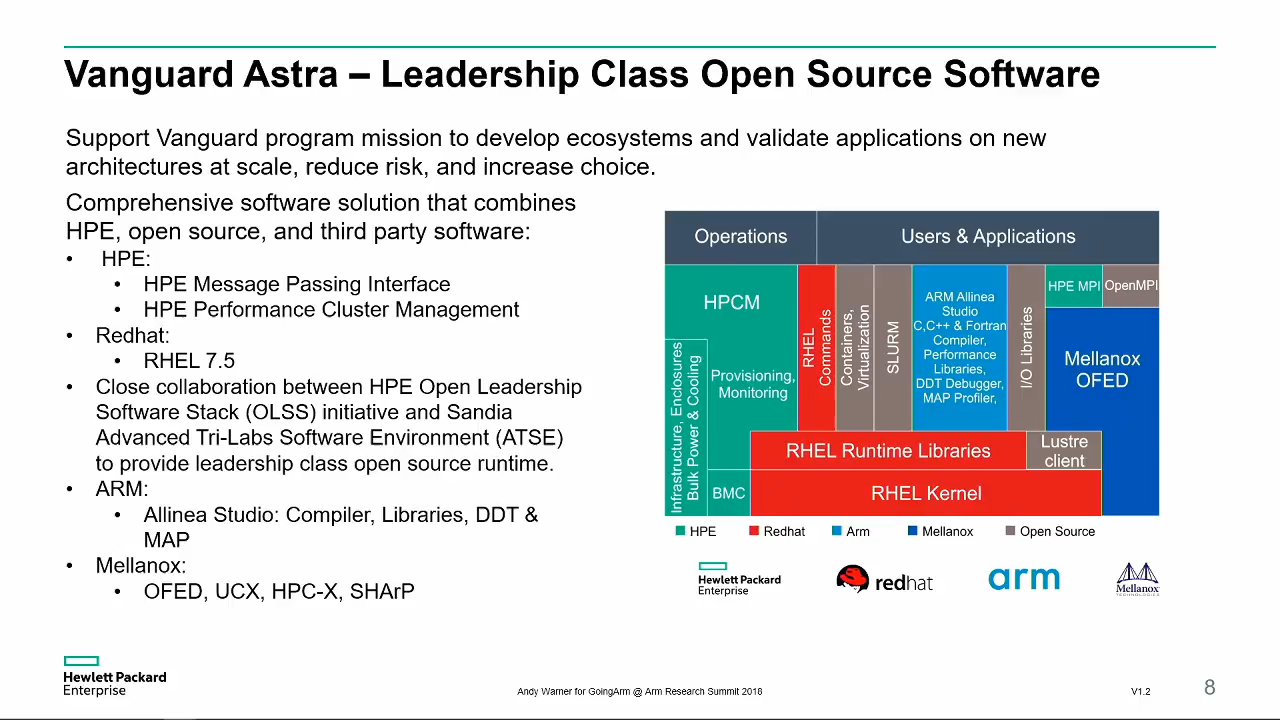 Vanguard Astra – Leadership Class Open Source Software
Support Vanguard program mission to develop ecosystems and validate applications on new
architectures at scale, reduce risk, and increase choice.
Comprehensive software solution that combines
HPE, open source, and third party software:
• HPE:
• HPE Message Passing Interface
• HPE Performance Cluster Management
• Redhat:
• RHEL 7.5
• Close collaboration between HPE Open Leadership
Software Stack (OLSS) initiative and Sandia
Advanced Tri-Labs Software Environment (ATSE)
to provide leadership class open source runtime.
• ARM:
• Allinea Studio: Compiler, Libraries, DDT &
MAP
• Mellanox:
• OFED, UCX, HPC-X, SHArP
Operations
Users & Applications
HPCM
Provisioning,
Monitoring
Infrastructure, Enclosures
Bulk Power & Cooling
BMC
RHEL
Commands
Containers,
Virtualization
SLURM
ARM Allinea
Studio
C,C++ & Fortran
Compiler,
Performance
Libraries,
DDT Debugger,
MAP Profiler,
I/O Libraries
HPE MPI
OpenMPI
Mellanox
OFED
RHEL Runtime Libraries
Lustre
client
RHEL Kernel
HPE
Redhat
Arm
Mellanox
Open Source
Hewlett Packard
Enterprise
redhat
arm
Mellanox
TECHNOLOGIES
Hewlett Packard
Enterprise
Andy Warner for GoingArm @ Arm Research Summit 2018
V1.2
8